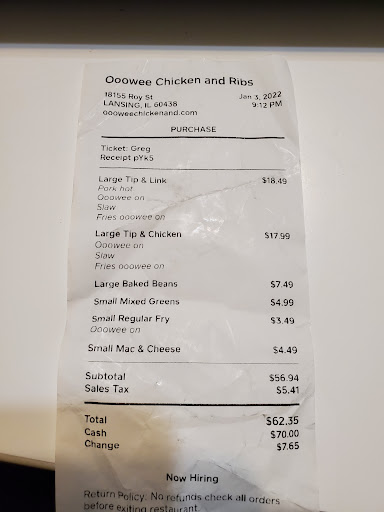 Ooowee Chicken and Ribs
18155 Roy St Jan 3, 2022
LANSING, IL 60438 9:12 PM
oooweechickenand.com
PURCHASE
Ticket: Greg
Receipt pYk5
Large Tip & Link $18.49
Pork hot
Ooowee on
Slaw
Fries ooowee on
Large Tip & Chicken $17.99
Ooowee on
Slaw
Fries ooowee on
Large Baked Beans $7.49
Small Mixed Greens $4.99
Small Regular Fry $3.49
Ooowee on
Small Mac & Cheese $4.49
Subtotal $56.94
Sales Tax $5.41
Total $62.35
Cash $70.00
Change $7.65
Now Hiring
Return Policy: No refunds check all orders
before exiting restaurant.